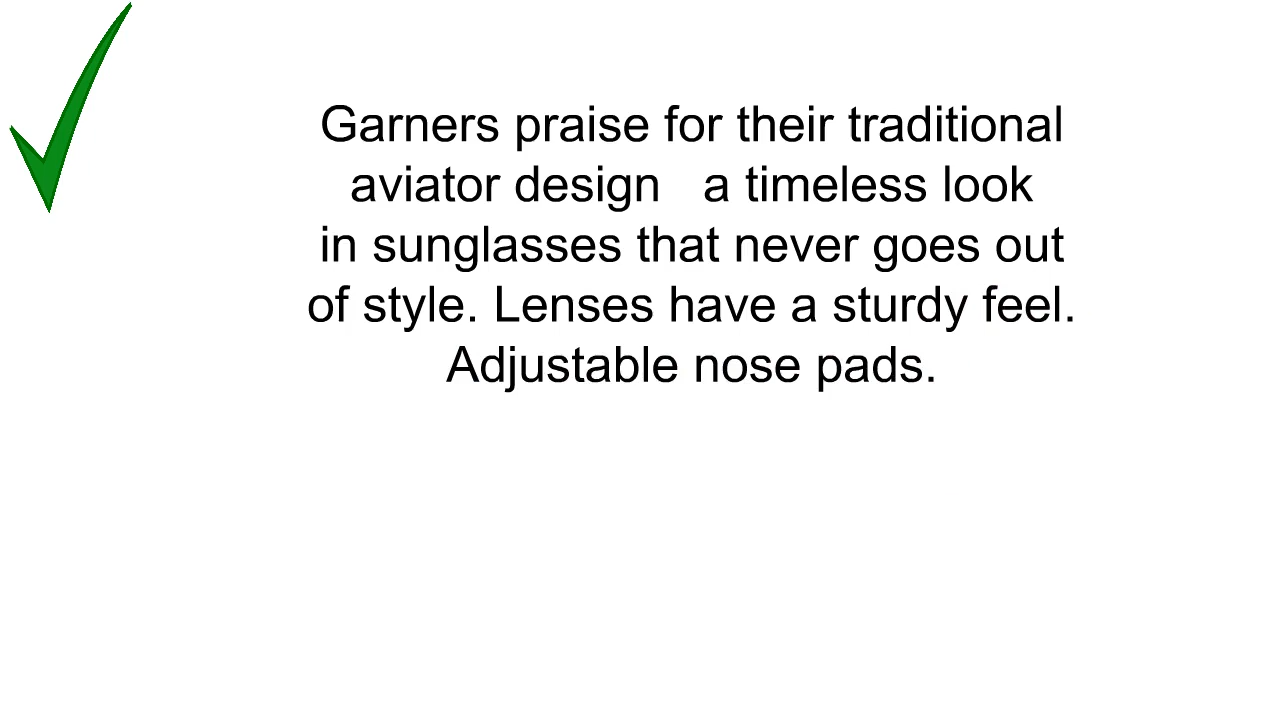 Garners praise for their traditional
aviator design   a timeless look
in sunglasses that never goes out
of style. Lenses have a sturdy feel.
Adjustable nose pads.